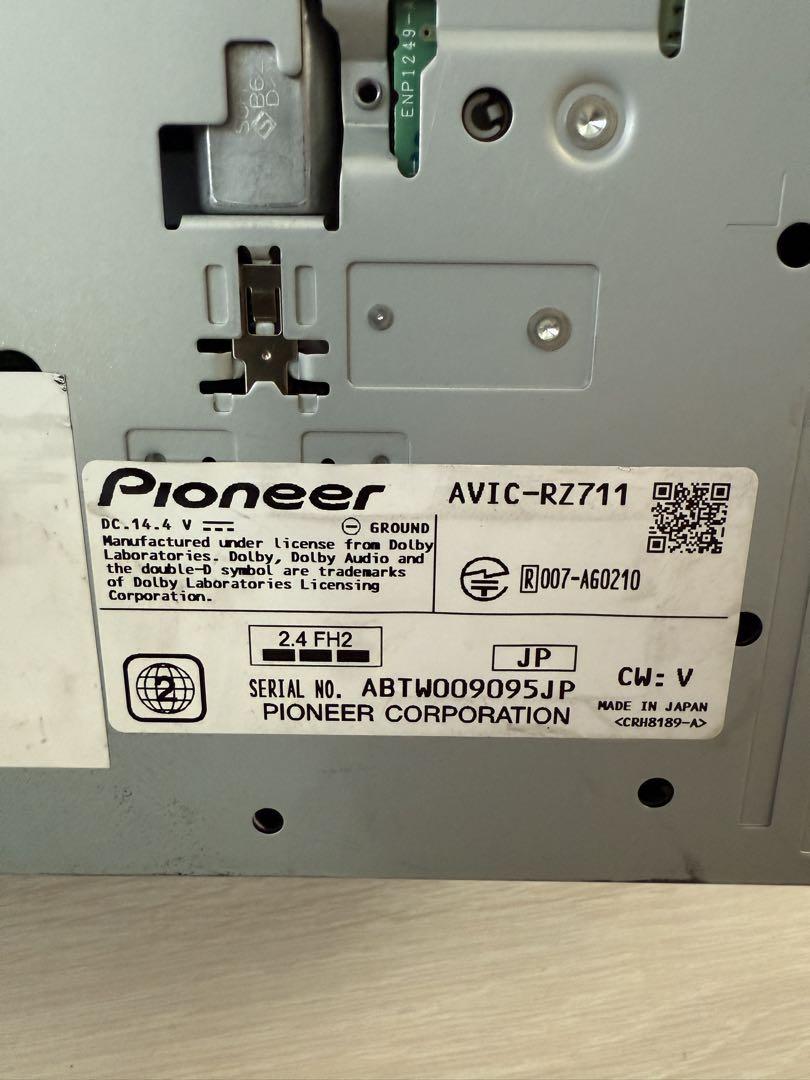 ENP1249-
Pioneer
AVIC-RZ711
DC.14.4 V
⊖ GROUND
Manufactured under license from Dolby
Laboratories. Dolby, Dolby Audio and
the double-D symbol are trademarks
of Dolby Laboratories Licensing
Corporation.
R 007-A60210
2.4 FH2
JP
2
SERIAL NO. ABTW009095JP
CW: V
PIONEER CORPORATION
MADE IN JAPAN
<CRH8189-A>